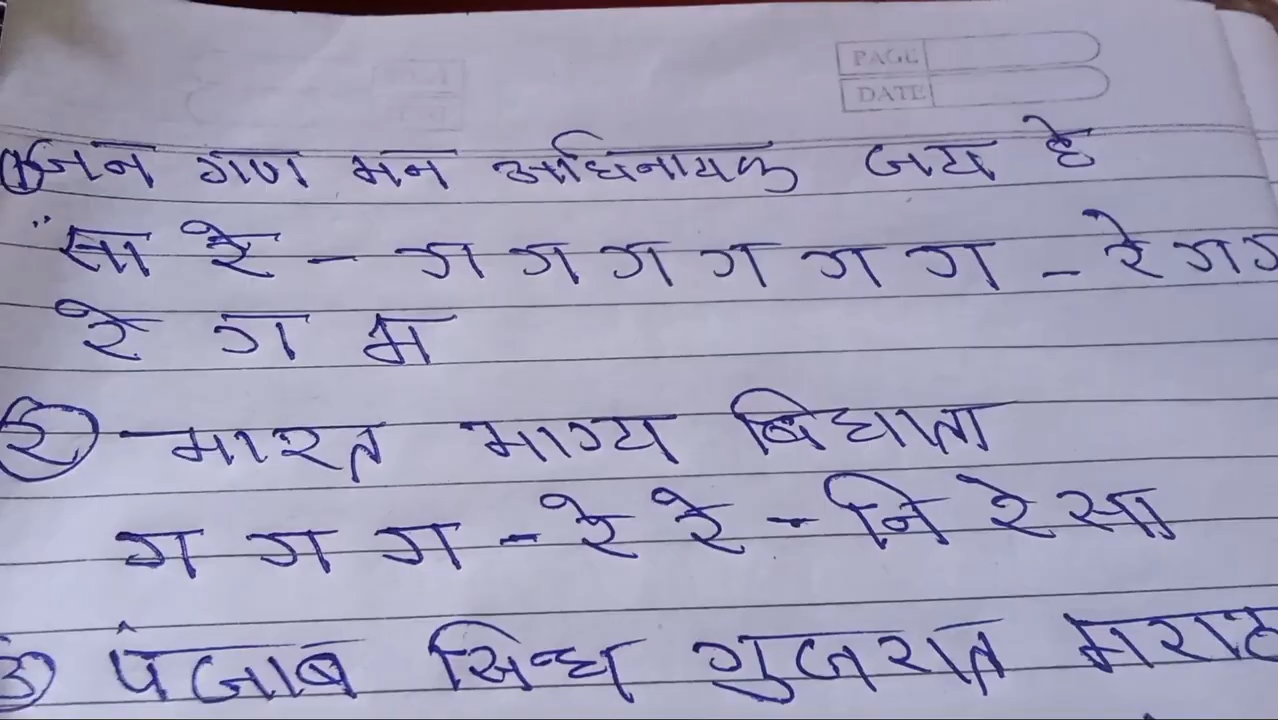 PAGE
DATE
① जन गण मन अधिनायक जय हे
सा रे - ग ग ग ग ग ग - रे ग ग
रे ग म
② भारत भाग्य बिधाता
ग ग ग - रे रे - नि रे सा
③ पंजाब सिन्ध गुजरात मराठ